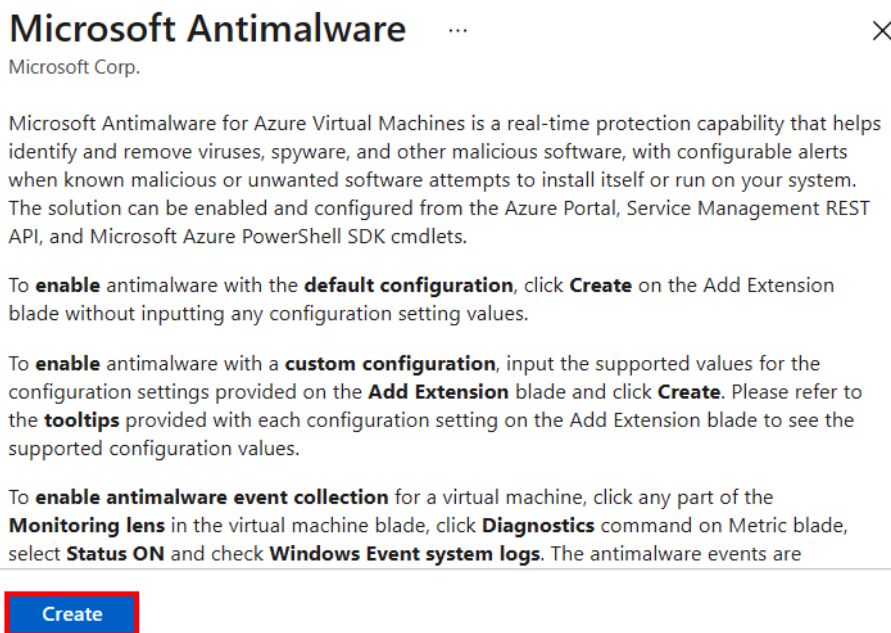 Microsoft Antimalware ...
Microsoft Corp.
Microsoft Antimalware for Azure Virtual Machines is a real-time protection capability that helps
identify and remove viruses, spyware, and other malicious software, with configurable alerts
when known malicious or unwanted software attempts to install itself or run on your system.
The solution can be enabled and configured from the Azure Portal, Service Management REST
API, and Microsoft Azure PowerShell SDK cmdlets.
To enable antimalware with the default configuration, click Create on the Add Extension
blade without inputting any configuration setting values.
To enable antimalware with a custom configuration, input the supported values for the
configuration settings provided on the Add Extension blade and click Create. Please refer to
the tooltips provided with each configuration setting on the Add Extension blade to see the
supported configuration values.
To enable antimalware event collection for a virtual machine, click any part of the
Monitoring lens in the virtual machine blade, click Diagnostics command on Metric blade,
select Status ON and check Windows Event system logs. The antimalware events are
Create